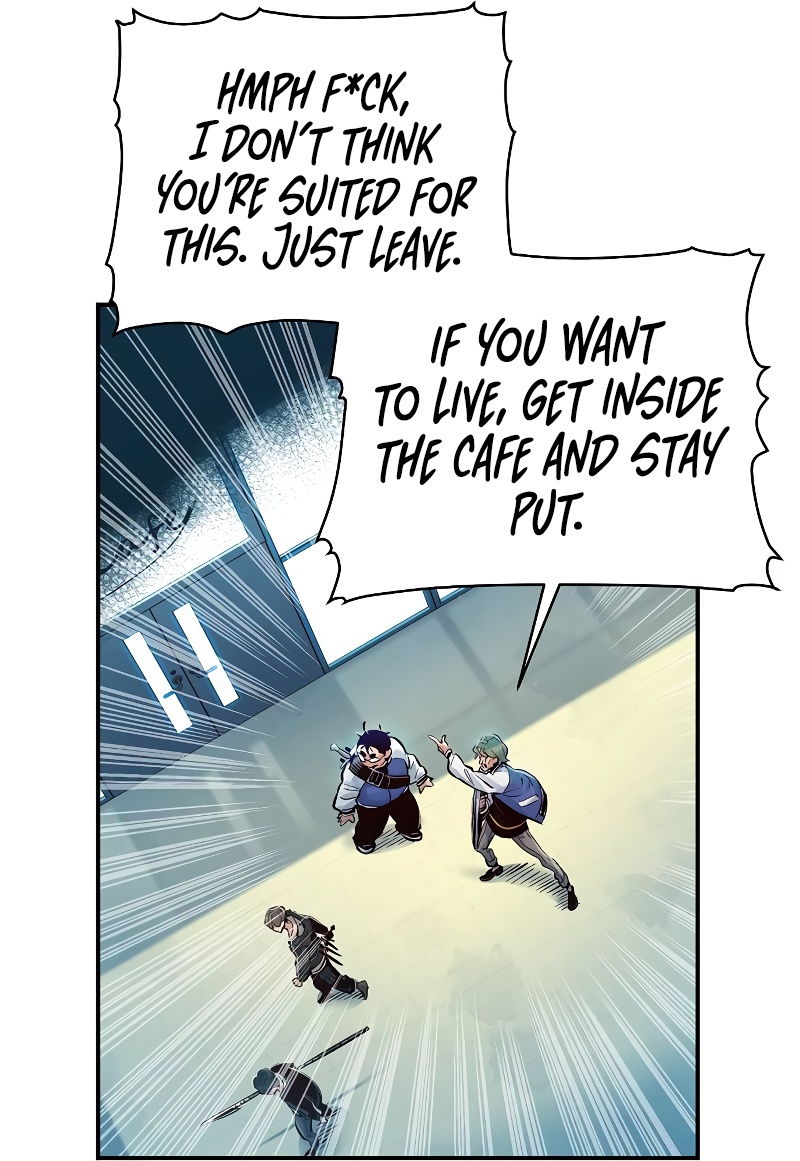 HMPH F*CK,
I DON'T THINK
YOU'RE SUITED FOR
THIS. JUST LEAVE.
IF YOU WANT
TO LIVE, GET INSIDE
THE CAFE AND STAY
PUT.